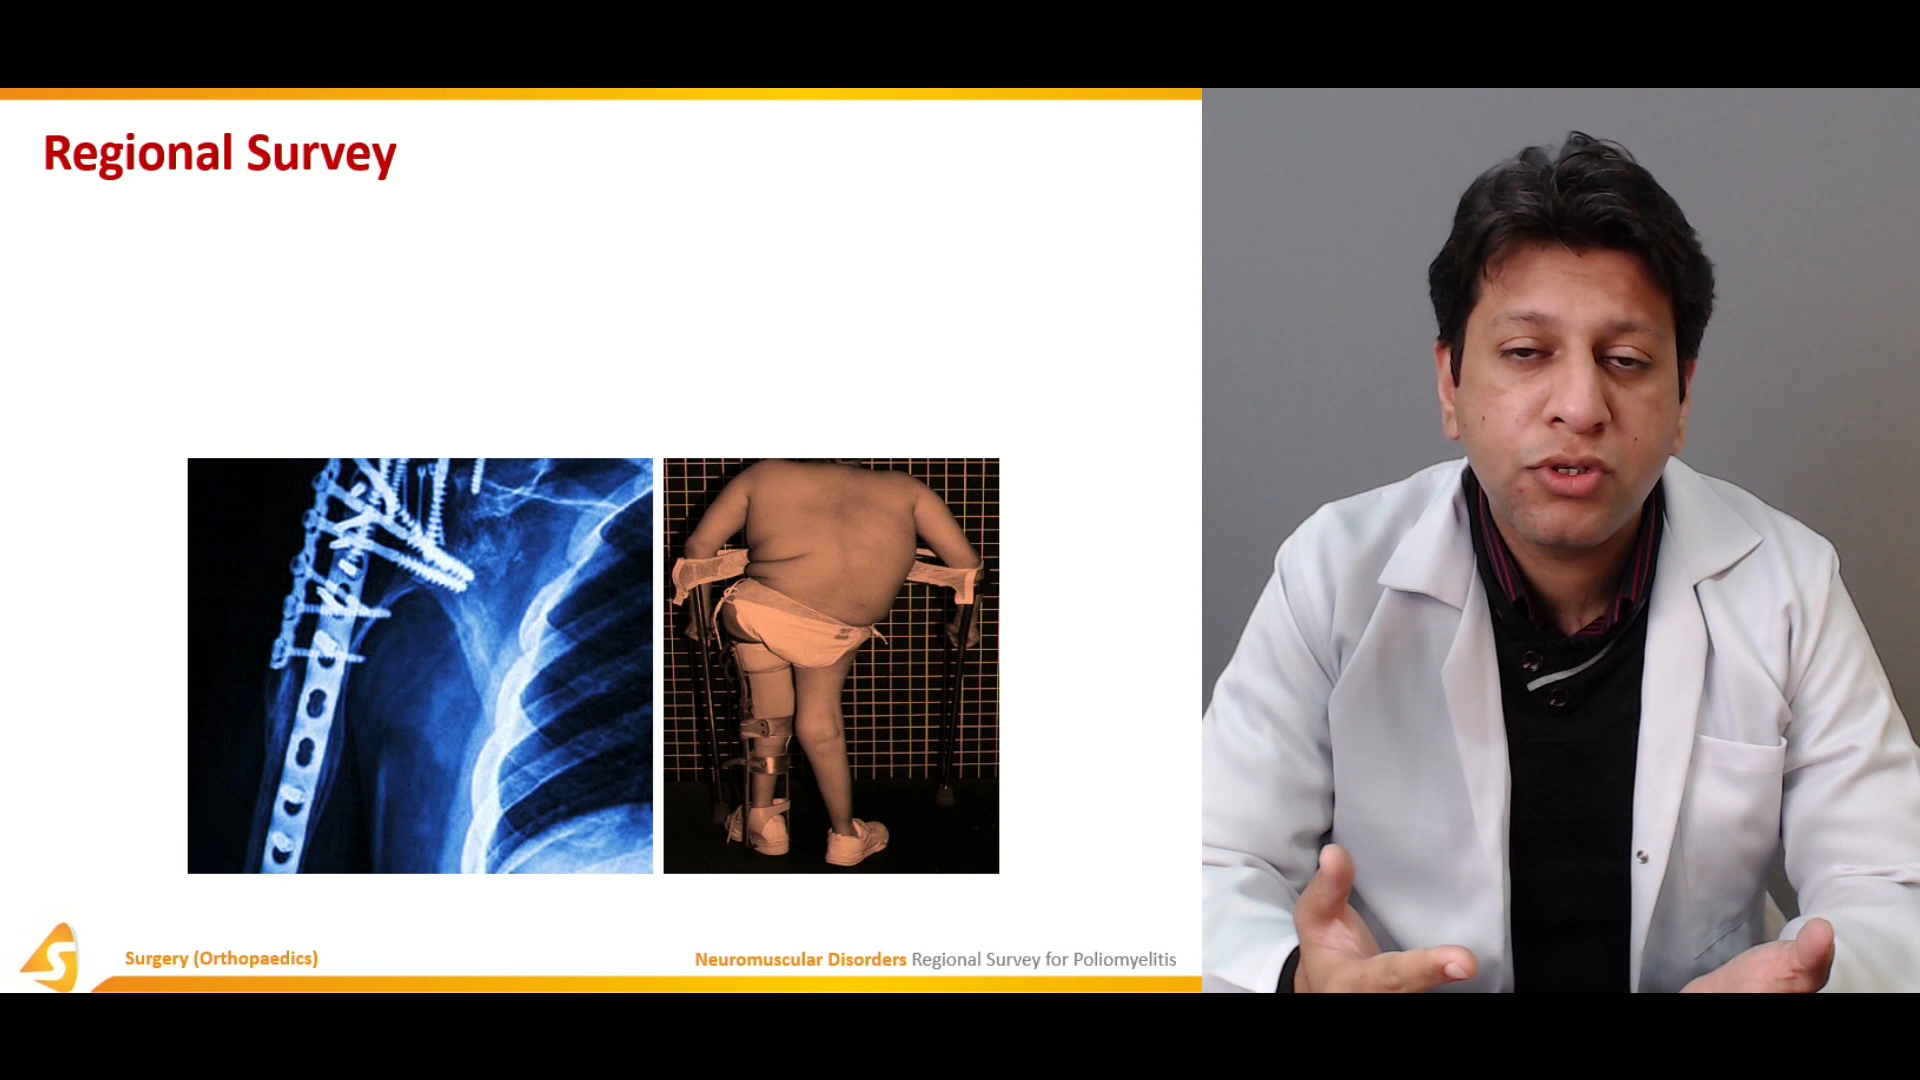 Regional Survey
Surgery (Orthopaedics)
Neuromuscular Disorders Regional Survey for Poliomyelitis